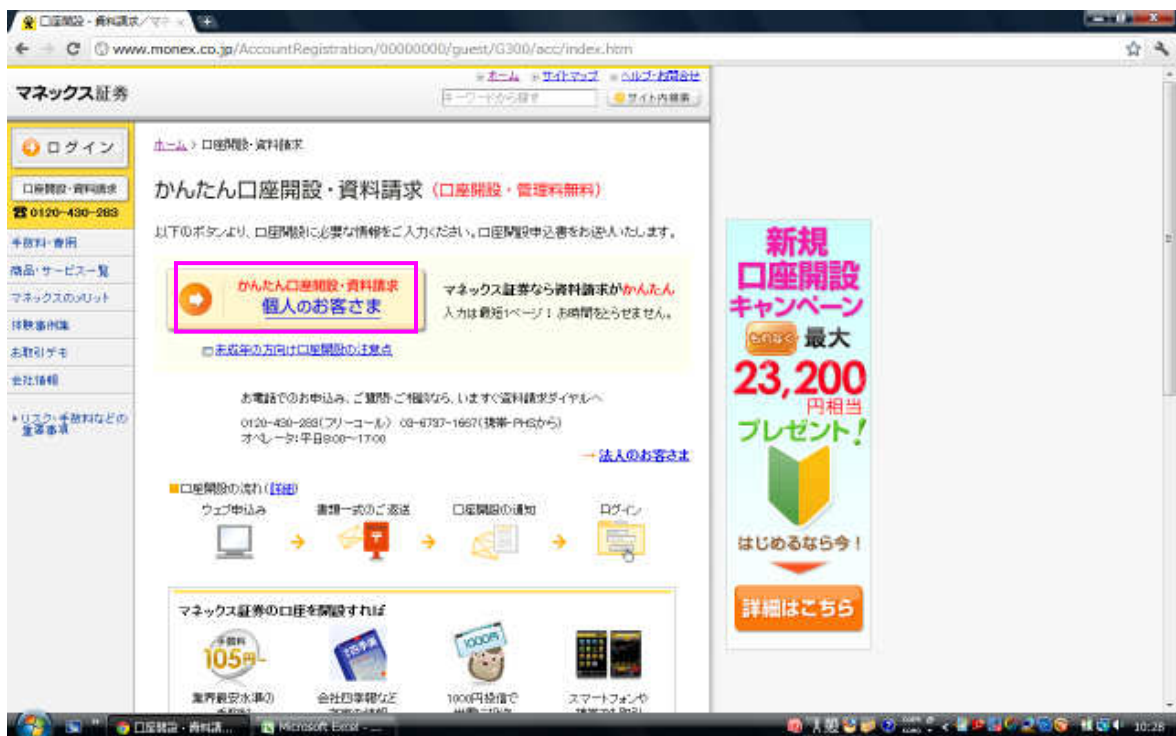 口座開設・資料請求/マネ
www.monex.co.jp/AccountRegistration/00000000/guest/G300/acc/index.htm
ホーム サイトマップ ヘルプ・お問合せ
マネックス証券
キーワードから探す サイト内検索
ログイン
口座開設・資料請求
0120-430-283
手数料・費用
商品・サービス一覧
マネックスのメリット
体験事例集
お取引デモ
会社情報
リスク・手数料などの
重要事項
ホーム > 口座開設・資料請求
かんたん口座開設・資料請求 (口座開設・管理料無料)
以下のボタンより、口座開設に必要な情報をご入力ください。口座開設申込書をお送りいたします。
かんたん口座開設・資料請求
個人のお客さま
マネックス証券なら資料請求がかんたん
入力は最短1ページ!お時間をとらせません。
未成年の方向け口座開設の注意点
お電話でのお申込み、ご質問・ご相談なら、いますぐ資料請求ダイヤルへ
0120-430-283(フリーコール) 03-6737-1667(携帯・PHSから)
オペレータ:平日8:00~17:00
→ 法人のお客さま
■口座開設の流れ(詳細)
ウェブ申込み 書類一式のご返送 口座開設の通知 ログイン
マネックス証券の口座を開設すれば
手数料
105円~
1000円
業界最安水準の 会社四季報など 1000円投信で スマートフォンや
新規
口座開設
キャンペーン
もれなく 最大
23,200
円相当
プレゼント!
はじめるなら今!
詳細はこちら
口座開設・資料請... Microsoft Excel - ...
10:28